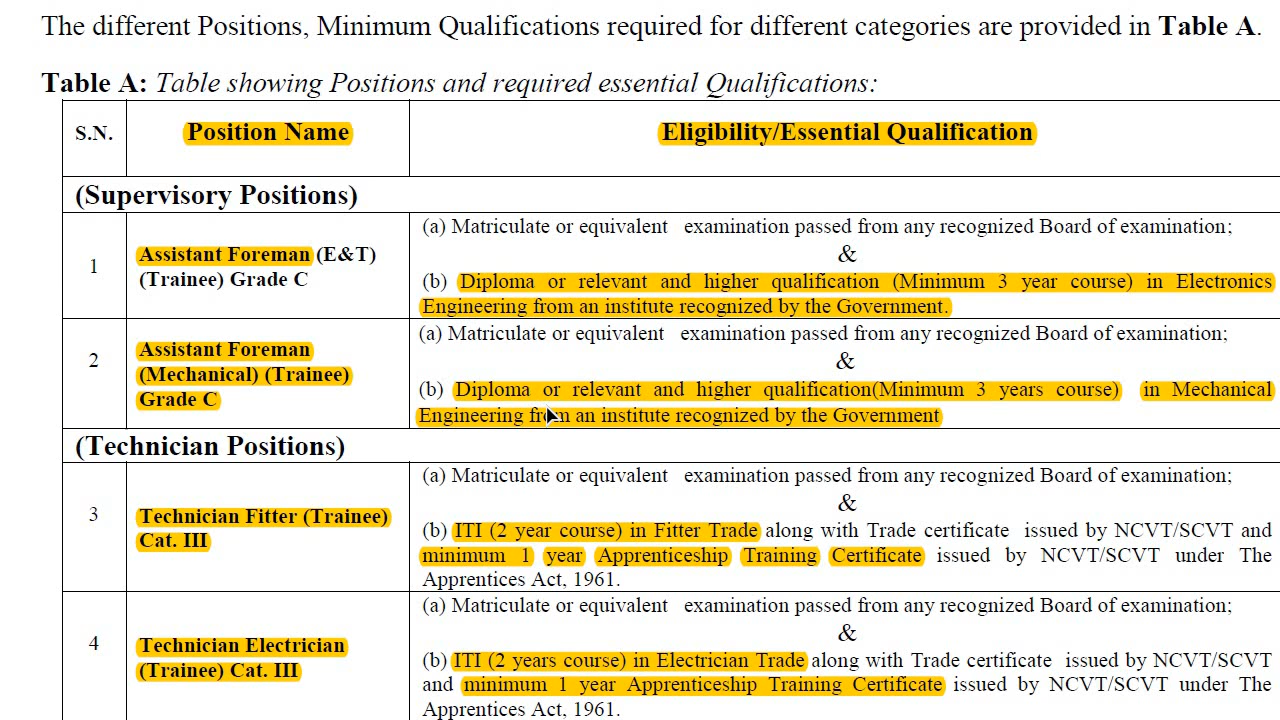 The different Positions, Minimum Qualifications required for different categories are provided in Table A.
Table A: Table showing Positions and required essential Qualifications:
S.N.
Position Name
Eligibility/Essential Qualification
(Supervisory Positions)
1
Assistant Foreman (E&T)
(Trainee) Grade C
(a) Matriculate or equivalent examination passed from any recognized Board of examination;
&
(b) Diploma or relevant and higher qualification (Minimum 3 year course) in Electronics
Engineering from an institute recognized by the Government.
2
Assistant Foreman
(Mechanical) (Trainee)
Grade C
(a) Matriculate or equivalent examination passed from any recognized Board of examination;
&
(b) Diploma or relevant and higher qualification(Minimum 3 years course) in Mechanical
Engineering from an institute recognized by the Government
(Technician Positions)
3
Technician Fitter (Trainee)
Cat. III
(a) Matriculate or equivalent examination passed from any recognized Board of examination;
&
(b) ITI (2 year course) in Fitter Trade along with Trade certificate issued by NCVT/SCVT and
minimum 1 year Apprenticeship Training Certificate issued by NCVT/SCVT under The
Apprentices Act, 1961.
4
Technician Electrician
(Trainee) Cat. III
(a) Matriculate or equivalent examination passed from any recognized Board of examination;
&
(b) ITI (2 years course) in Electrician Trade along with Trade certificate issued by NCVT/SCVT
and minimum 1 year Apprenticeship Training Certificate issued by NCVT/SCVT under The
Apprentices Act, 1961.